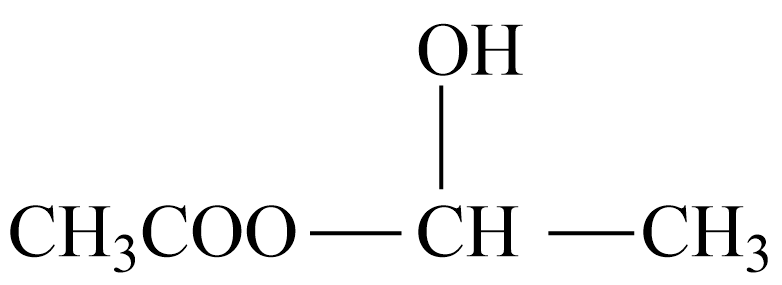 OH
CH₃COO — CH — CH₃